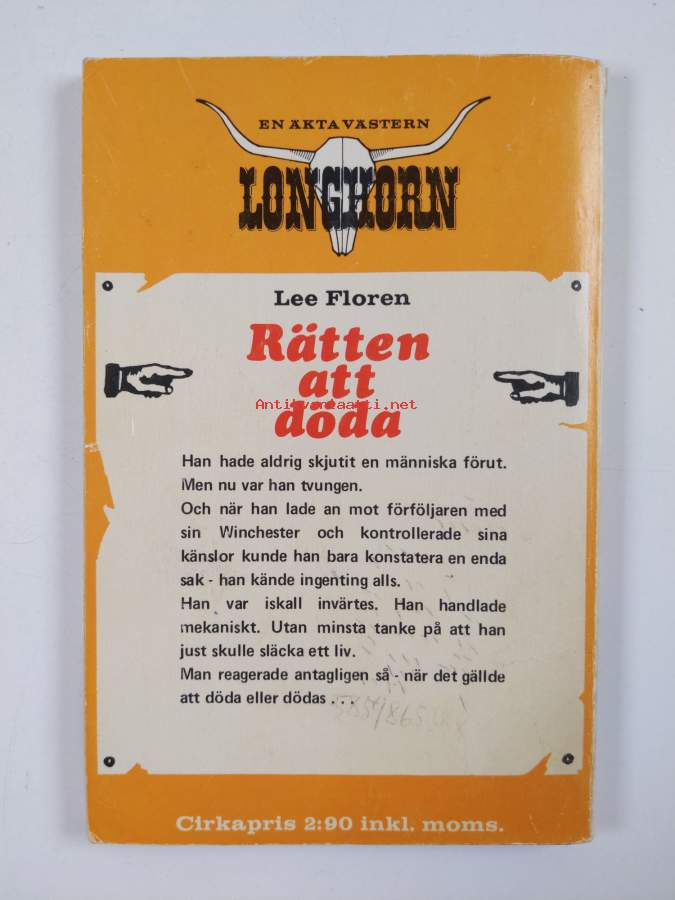 EN ÄKTA VÄSTERN
LONGHORN
Lee Floren
Rätten
att
döda
Antikvariaatti.net
Han hade aldrig skjutit en människa förut.
Men nu var han tvungen.
Och när han lade an mot förföljaren med
sin Winchester och kontrollerade sina
känslor kunde han bara konstatera en enda
sak - han kände ingenting alls.
Han var iskall invärtes. Han handlade
mekaniskt. Utan minsta tanke på att han
just skulle släcka ett liv.
Man reagerade antagligen så - när det gällde
att döda eller dödas . . .
Cirkapris 2:90 inkl. moms.